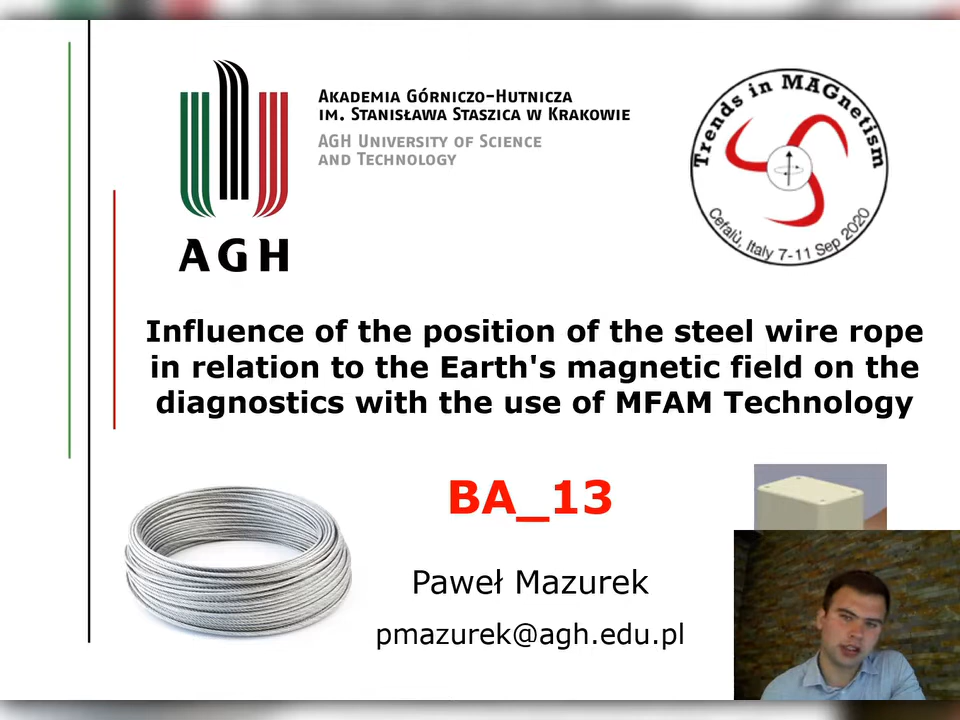 AKADEMIA GÓRNICZO-HUTNICZA
IM. STANISŁAWA STASZICA W KRAKOWIE
AGH UNIVERSITY OF SCIENCE
AND TECHNOLOGY
AGH
Trends in MAGnetism
Cefalù, Italy 7-11 Sep 2020
Influence of the position of the steel wire rope
in relation to the Earth's magnetic field on the
diagnostics with the use of MFAM Technology
BA_13
Paweł Mazurek
pmazurek@agh.edu.pl